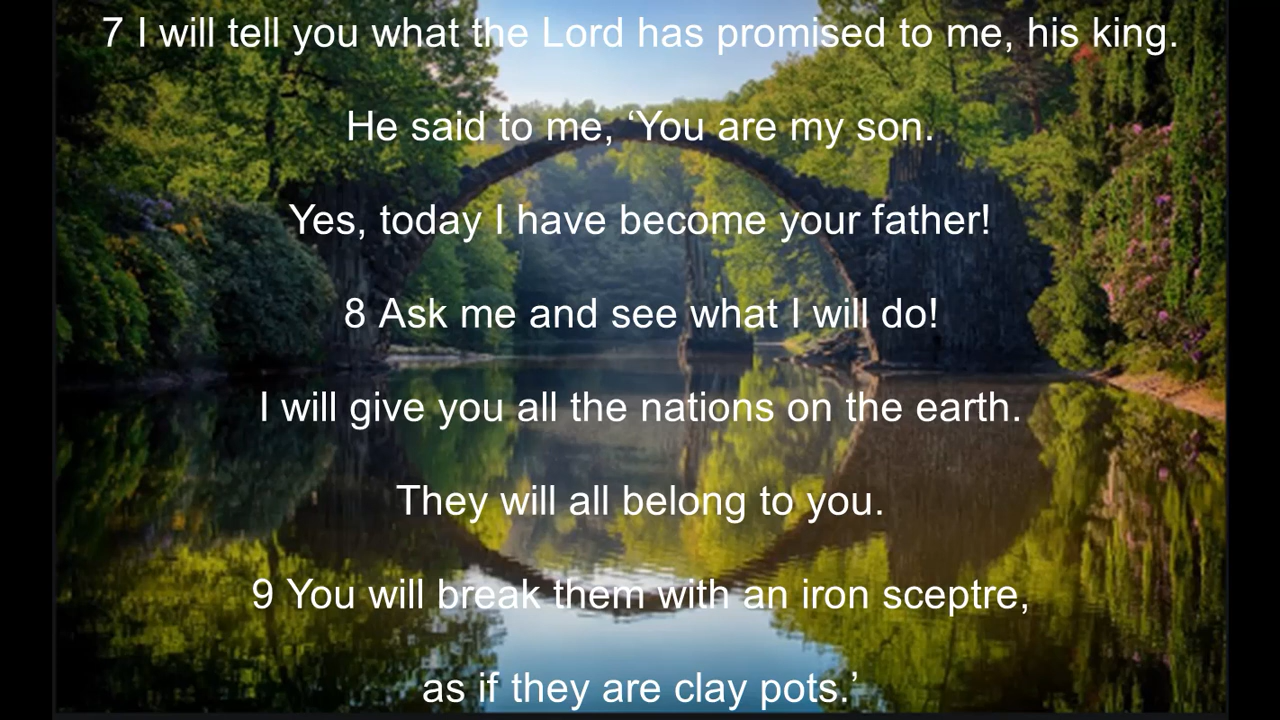 7 I will tell you what the Lord has promised to me, his king.
He said to me, ‘You are my son.
Yes, today I have become your father!
8 Ask me and see what I will do!
I will give you all the nations on the earth.
They will all belong to you.
9 You will break them with an iron sceptre,
as if they are clay pots.’